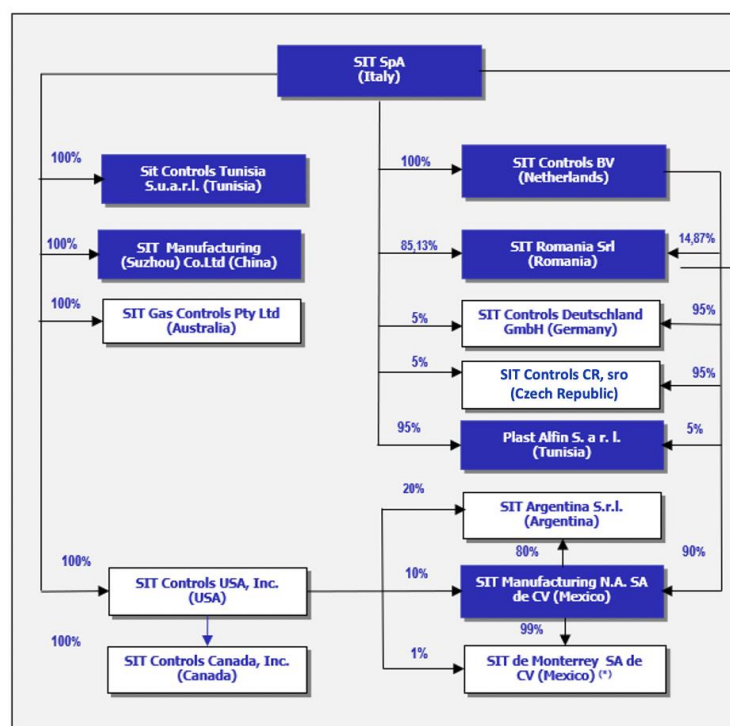 SIT SpA
(Italy)
100%
Sit Controls Tunisia
S.u.a.r.l. (Tunisia)
100%
SIT Controls BV
(Netherlands)
100%
SIT Manufacturing
(Suzhou) Co.Ltd (China)
85,13%
SIT Romania Srl
(Romania)
14,87%
100%
SIT Gas Controls Pty Ltd
(Australia)
5%
SIT Controls Deutschland
GmbH (Germany)
95%
5%
SIT Controls CR, sro
(Czech Republic)
95%
95%
Plast Alfin S. a r. l.
(Tunisia)
5%
20%
SIT Argentina S.r.l.
(Argentina)
80%
90%
100%
SIT Controls USA, Inc.
(USA)
10%
SIT Manufacturing N.A. SA
de CV (Mexico)
99%
100%
SIT Controls Canada, Inc.
(Canada)
1%
SIT de Monterrey SA de
CV (Mexico) (*)